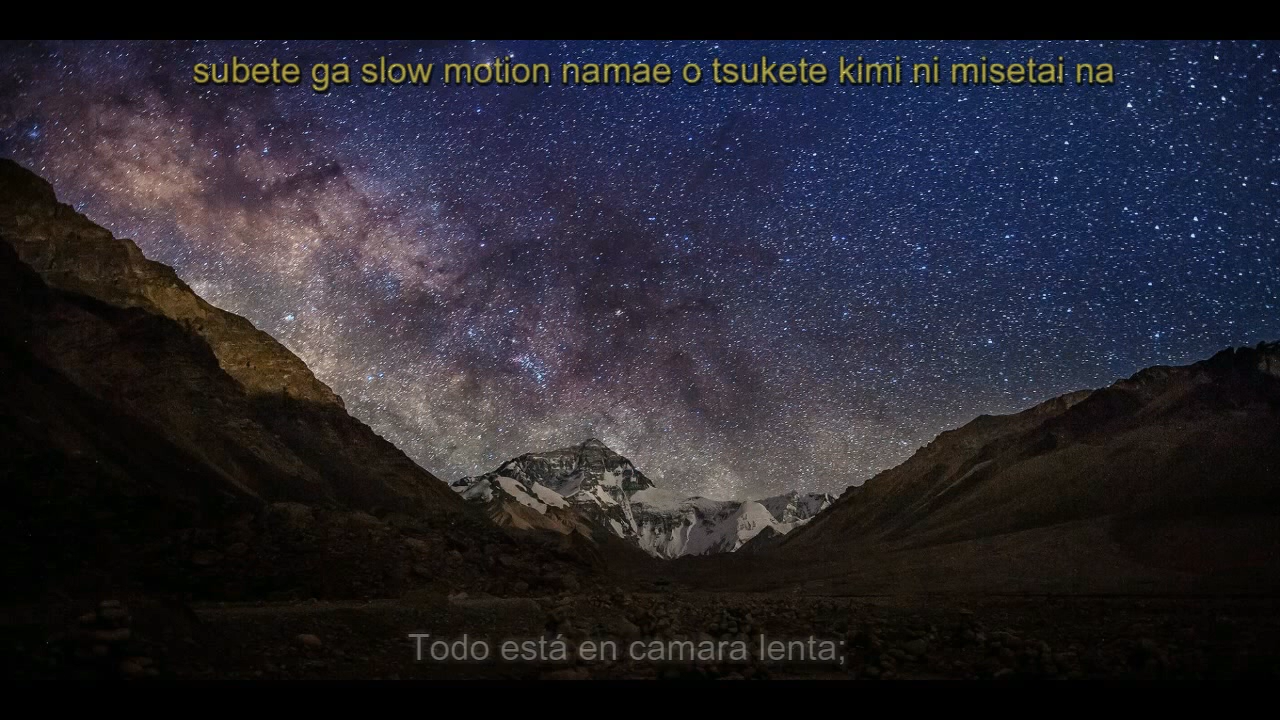 subete ga slow motion namae o tsukete kimi ni misetai na
Todo está en camara lenta;